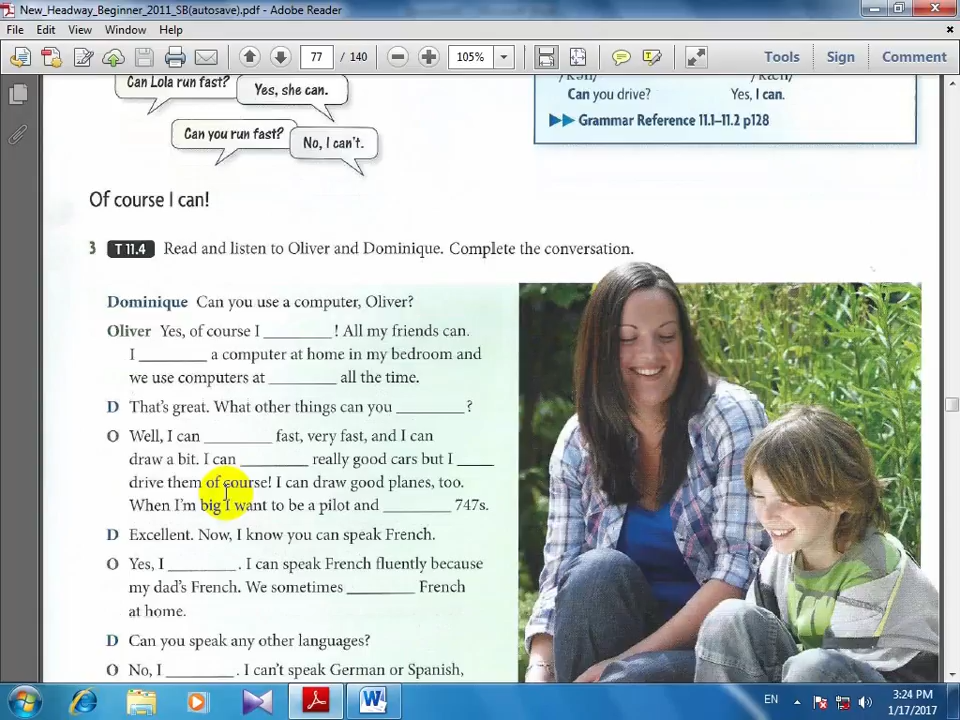 New_Headway_Beginner_2011_SB(autosave).pdf - Adobe Reader
File Edit View Window Help
77 / 140 105% Tools Sign Comment
Can Lola run fast?
Yes, she can.
Can you run fast?
No, I can't.
/kən/ /kæn/
Can you drive? Yes, I can.
Grammar Reference 11.1–11.2 p128
Of course I can!
3 T 11.4 Read and listen to Oliver and Dominique. Complete the conversation.
Dominique Can you use a computer, Oliver?
Oliver Yes, of course I ________! All my friends can.
I ________ a computer at home in my bedroom and
we use computers at ________ all the time.
D That's great. What other things can you ________?
O Well, I can ________ fast, very fast, and I can
draw a bit. I can ________ really good cars but I ____
drive them of course! I can draw good planes, too.
When I'm big I want to be a pilot and ________ 747s.
D Excellent. Now, I know you can speak French.
O Yes, I ________. I can speak French fluently because
my dad's French. We sometimes ________ French
at home.
D Can you speak any other languages?
O No, I ________. I can't speak German or Spanish,
EN 3:24 PM
1/17/2017